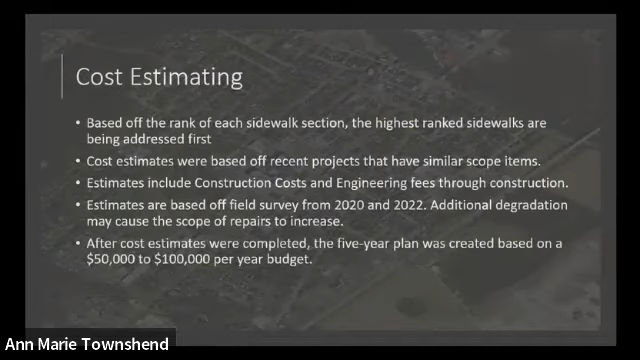 Cost Estimating
• Based off the rank of each sidewalk section, the highest ranked sidewalks are
being addressed first
• Cost estimates were based off recent projects that have similar scope items.
• Estimates include Construction Costs and Engineering fees through construction.
• Estimates are based off field survey from 2020 and 2022. Additional degradation
may cause the scope of repairs to increase.
• After cost estimates were completed, the five-year plan was created based on a
$50,000 to $100,000 per year budget.
Ann Marie Townshend